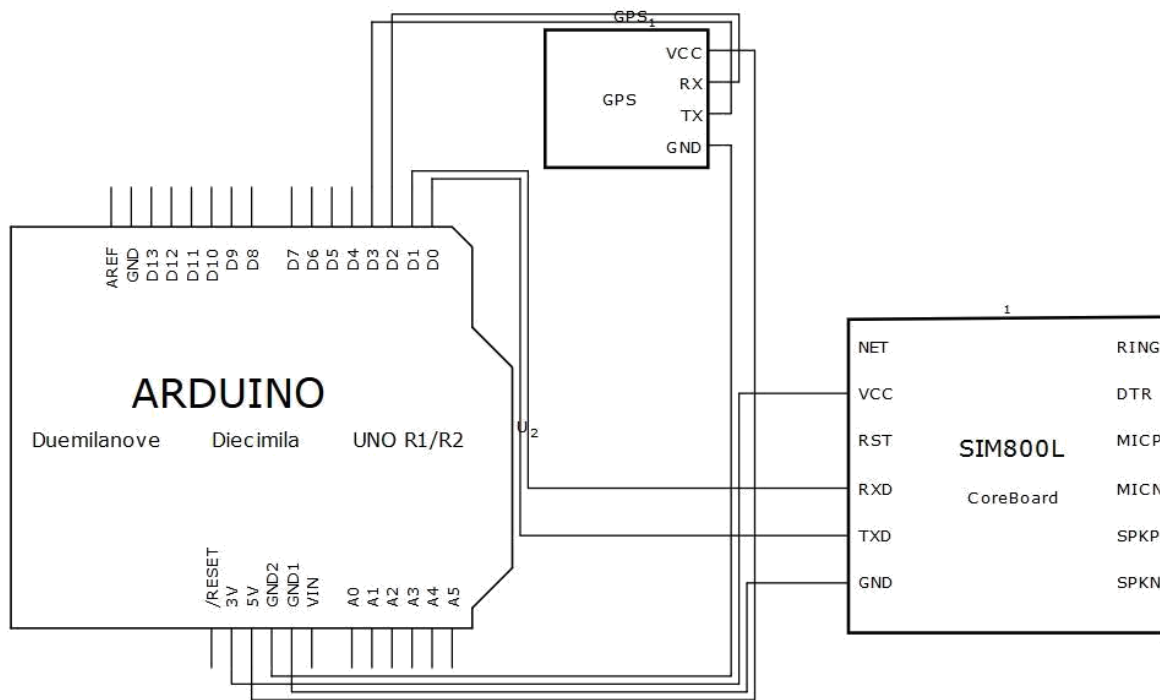 GPS1
VCC
RX
GPS
TX
GND
AREF
GND
D13
D12
D11
D10
D9
D8
D7
D6
D5
D4
D3
D2
D1
D0
ARDUINO
Duemilanove Diecimila UNO R1/R2
U2
/RESET
3V
5V
GND2
GND1
VIN
A0
A1
A2
A3
A4
A5
1
NET RING
VCC DTR
RST MICP
SIM800L
RXD MICN
CoreBoard
TXD SPKP
GND SPKN